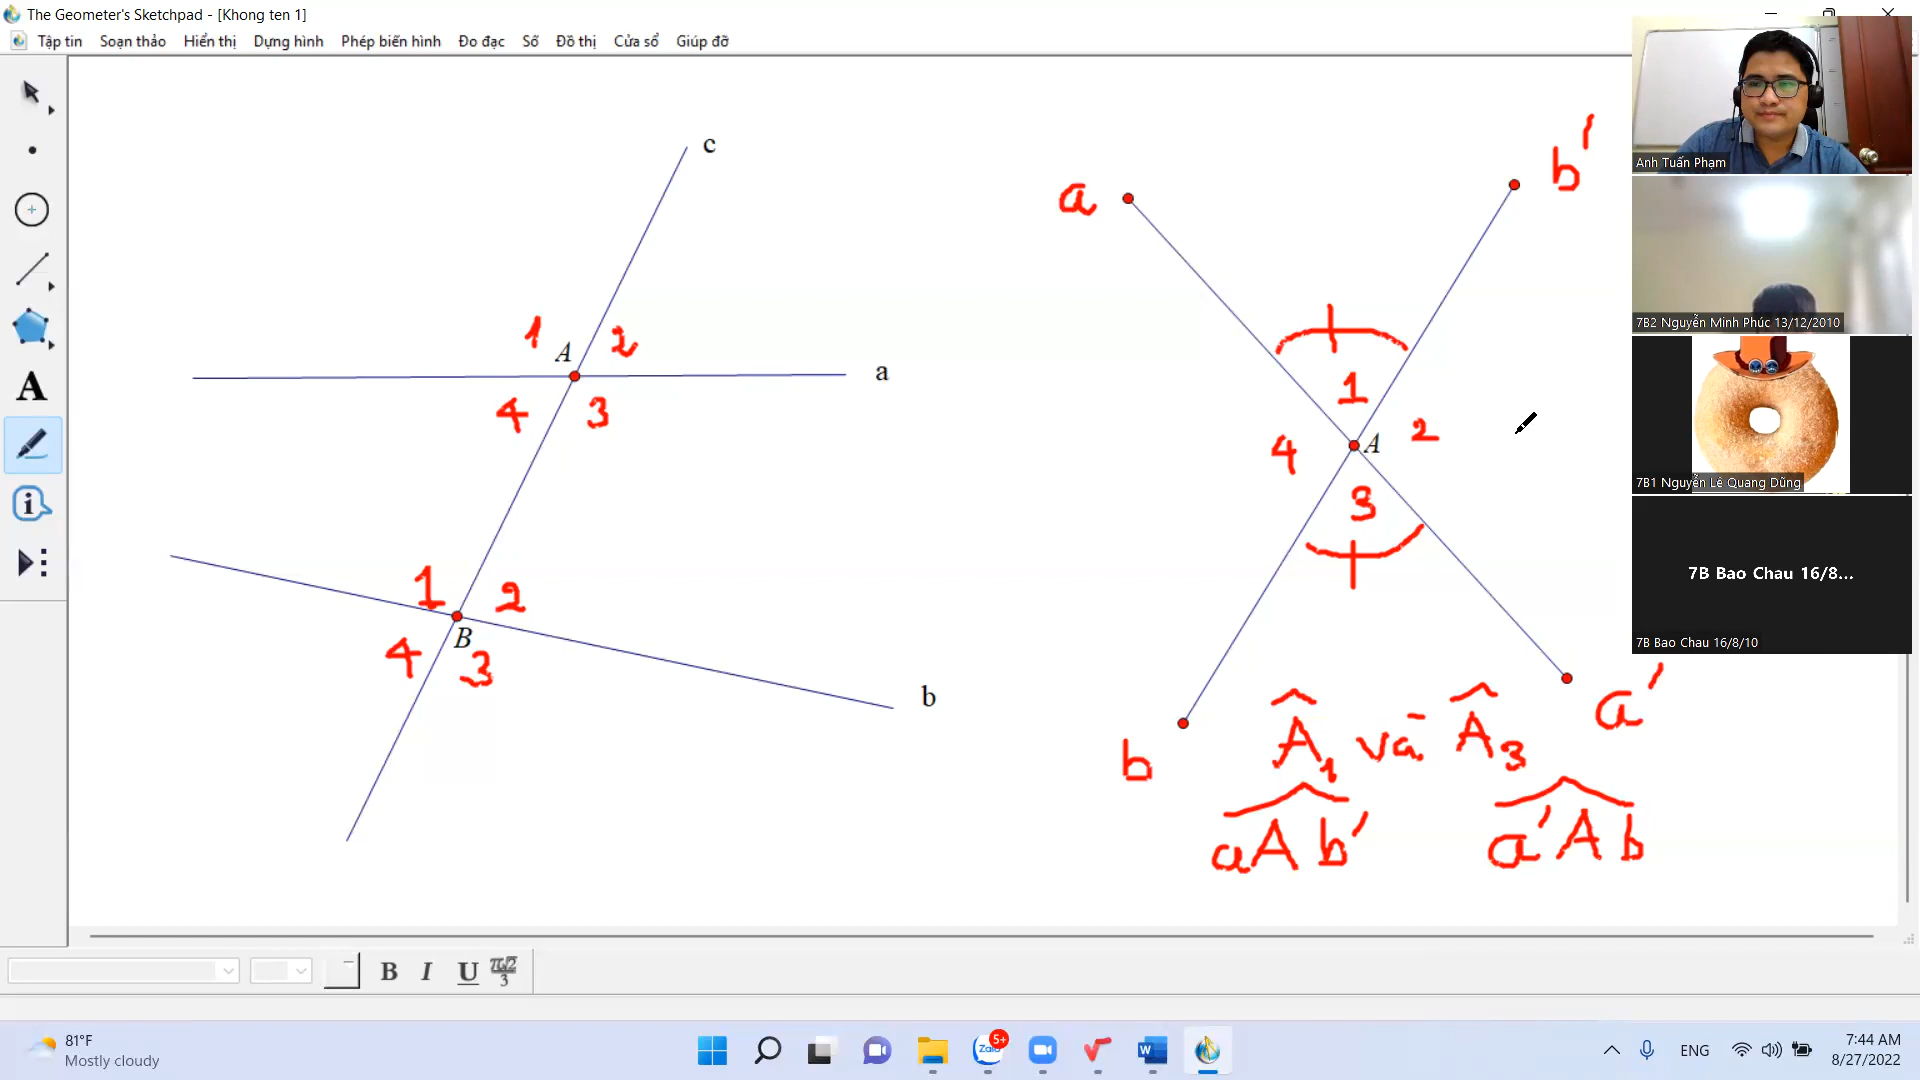 The Geometer's Sketchpad - [Khong ten 1]
Tập tin Soạn thảo Hiển thị Dựng hình Phép biến hình Đo đạc Số Đồ thị Cửa sổ Giúp đỡ
c
1 A 2
a
4 3
1 2
B
4 3
b
a
b'
1
4 A 2
3
a'
b
Â1 và Â3
aAb' a'Ab
Anh Tuấn Phạm
7B2 Nguyễn Minh Phúc 13/12/2010
7B1 Nguyễn Lê Quang Dũng
7B Bao Chau 16/8...
7B Bao Chau 16/8/10
A
B I U π√2/3
81°F
Mostly cloudy
5+
Zalo
W
ENG
7:44 AM
8/27/2022